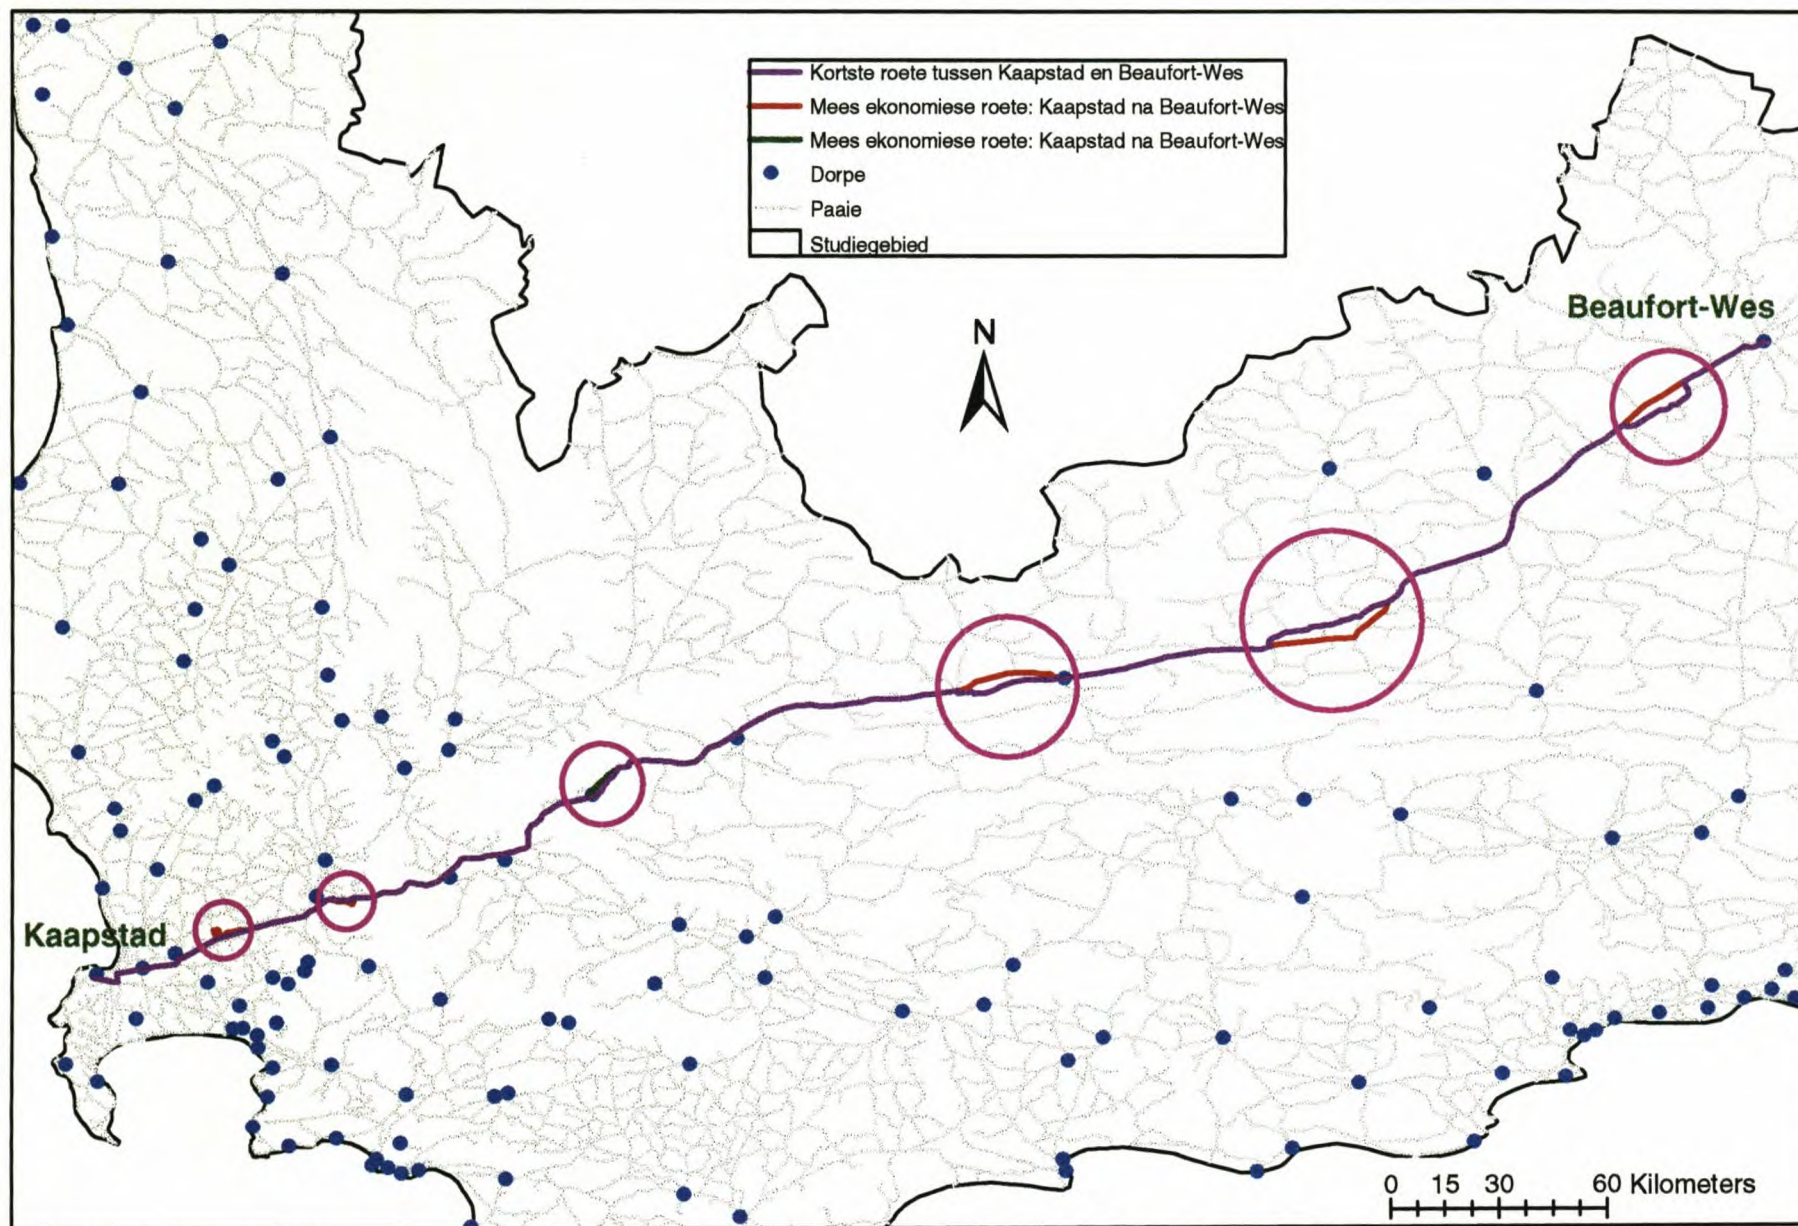 Kortste roete tussen Kaapstad en Beaufort-Wes
Mees ekonomiese roete: Kaapstad na Beaufort-Wes
Mees ekonomiese roete: Kaapstad na Beaufort-Wes
Dorpe
Paaie
Studiegebied
Beaufort-Wes
N
Kaapstad
0 15 30 60 Kilometers